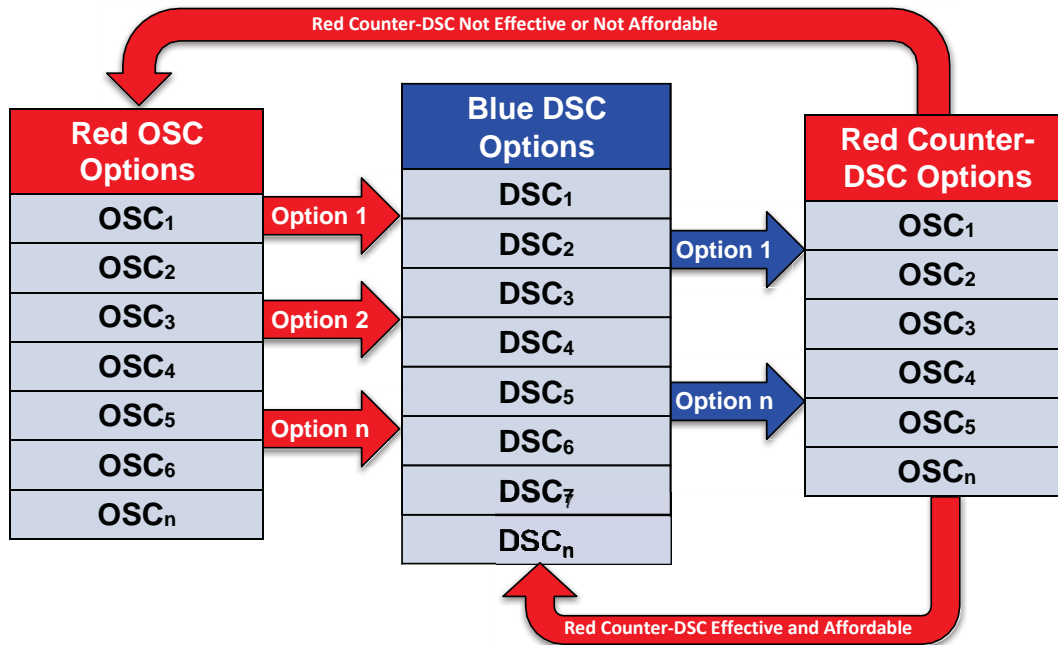 Red Counter-DSC Not Effective or Not Affordable
Red OSC
Options
OSC₁
OSC₂
OSC₃
OSC₄
OSC₅
OSC₆
OSCₙ
Option 1
Option 2
Option n
Blue DSC
Options
DSC₁
DSC₂
DSC₃
DSC₄
DSC₅
DSC₆
DSC₇
DSCₙ
Option 1
Option n
Red Counter-
DSC Options
OSC₁
OSC₂
OSC₃
OSC₄
OSC₅
OSCₙ
Red Counter-DSC Effective and Affordable